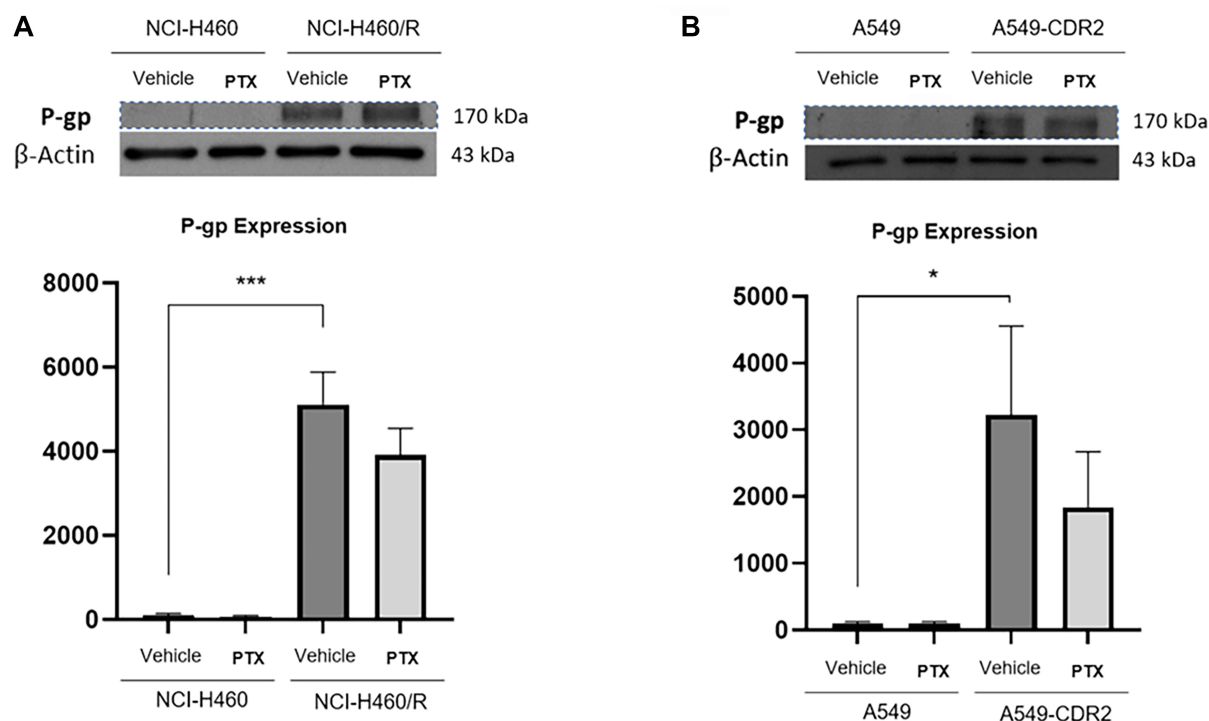 A
NCI-H460 NCI-H460/R
Vehicle PTX Vehicle PTX
P-gp 170 kDa
β-Actin 43 kDa
P-gp Expression
***
8000
6000
4000
2000
0
Vehicle PTX Vehicle PTX
NCI-H460 NCI-H460/R
B
A549 A549-CDR2
Vehicle PTX Vehicle PTX
P-gp 170 kDa
β-Actin 43 kDa
P-gp Expression
*
5000
4000
3000
2000
1000
0
Vehicle PTX Vehicle PTX
A549 A549-CDR2